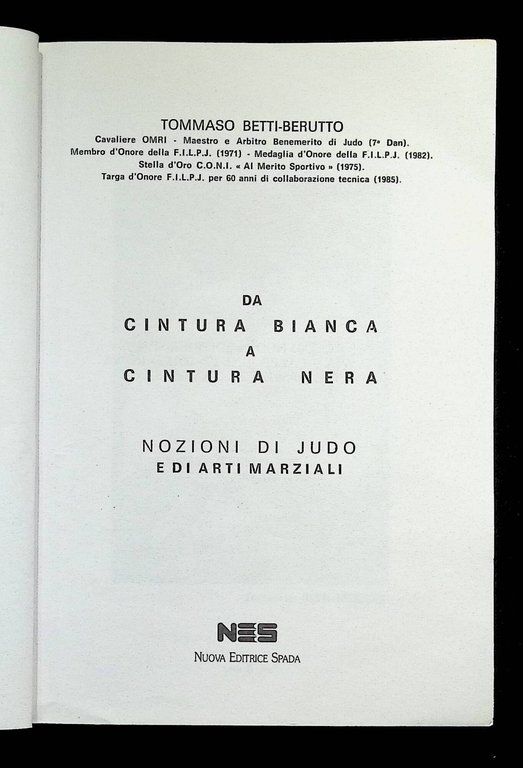 TOMMASO BETTI-BERUTTO
Cavaliere OMRI - Maestro e Arbitro Benemerito di Judo (7º Dan).
Membro d'Onore della F.I.L.P.J. (1971) - Medaglia d'Onore della F.I.L.P.J. (1982).
Stella d'Oro C.O.N.I. « Al Merito Sportivo » (1975).
Targa d'Onore F.I.L.P.J. per 60 anni di collaborazione tecnica (1985).
DA
CINTURA BIANCA
A
CINTURA NERA
NOZIONI DI JUDO
E DI ARTI MARZIALI
NES
NUOVA EDITRICE SPADA